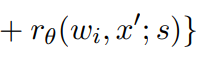 + r_θ(w_i, x′; s)}